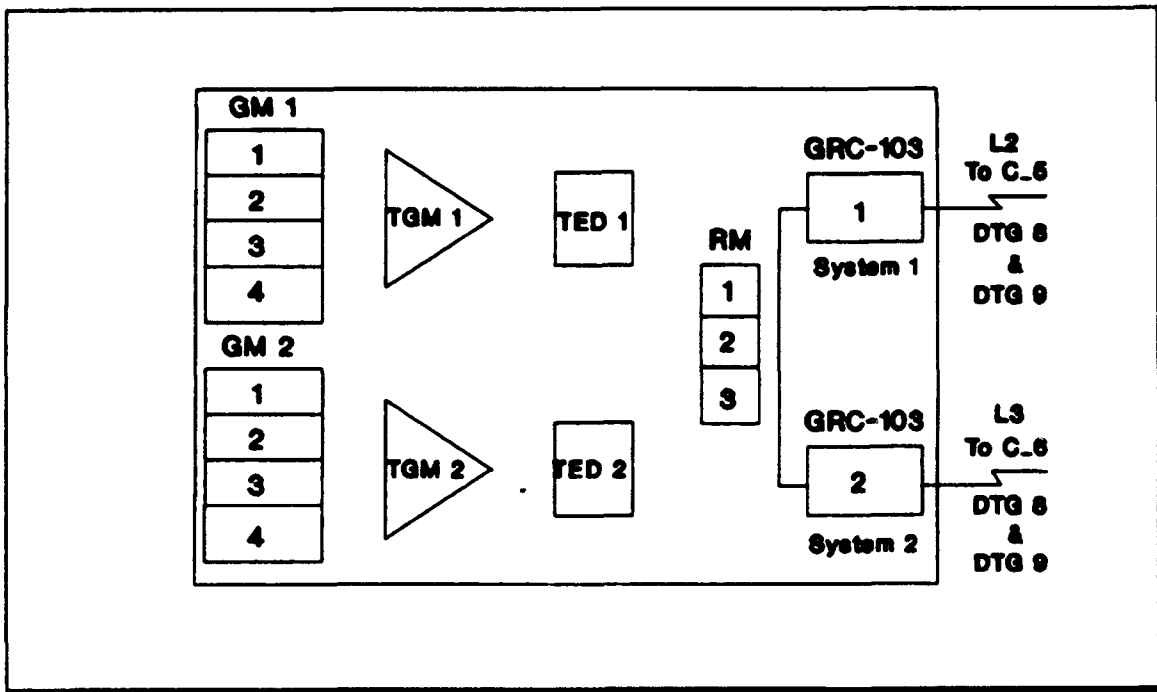 GM 1
1
2
3
4
GM 2
1
2
3
4
TGM 1
TED 1
TGM 2
TED 2
RM
1
2
3
GRC-103
1
System 1
GRC-103
2
System 2
L2
To C_5
DTG 8
&
DTG 9
L3
To C_6
DTG 8
&
DTG 9